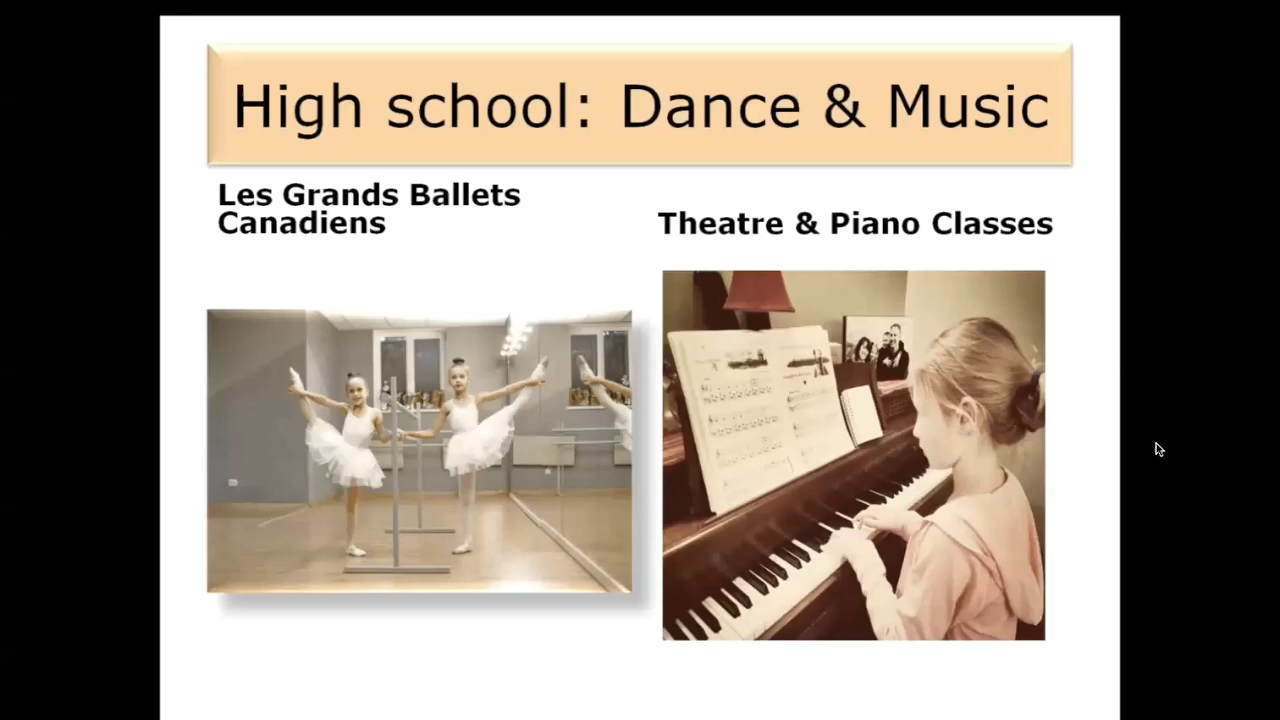 High school: Dance & Music
Les Grands Ballets
Canadiens
Theatre & Piano Classes